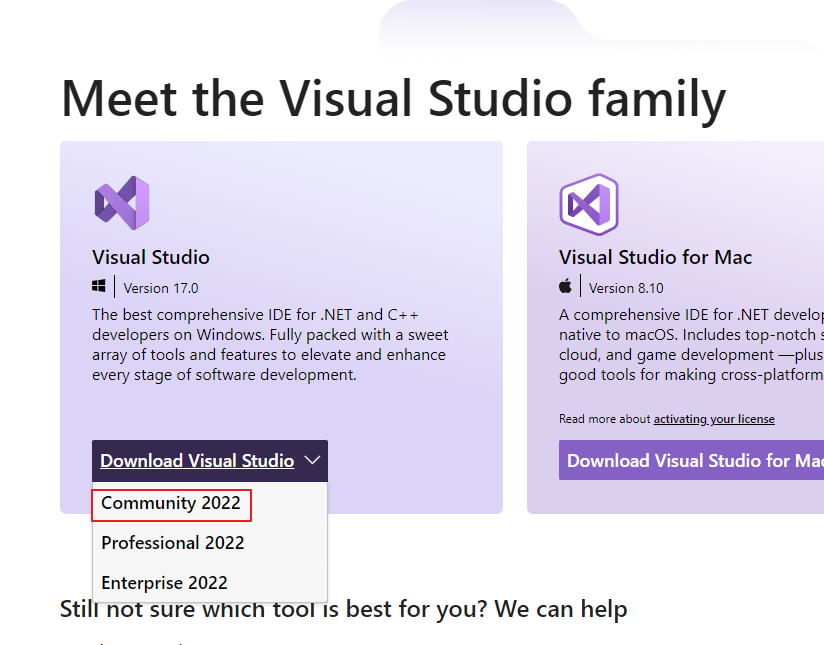 Meet the Visual Studio family
Visual Studio
Version 17.0
The best comprehensive IDE for .NET and C++
developers on Windows. Fully packed with a sweet
array of tools and features to elevate and enhance
every stage of software development.
Download Visual Studio
Community 2022
Professional 2022
Enterprise 2022
Visual Studio for Mac
Version 8.10
A comprehensive IDE for .NET develop
native to macOS. Includes top-notch s
cloud, and game development —plus
good tools for making cross-platform
Read more about activating your license
Download Visual Studio for Mac
Still not sure which tool is best for you? We can help